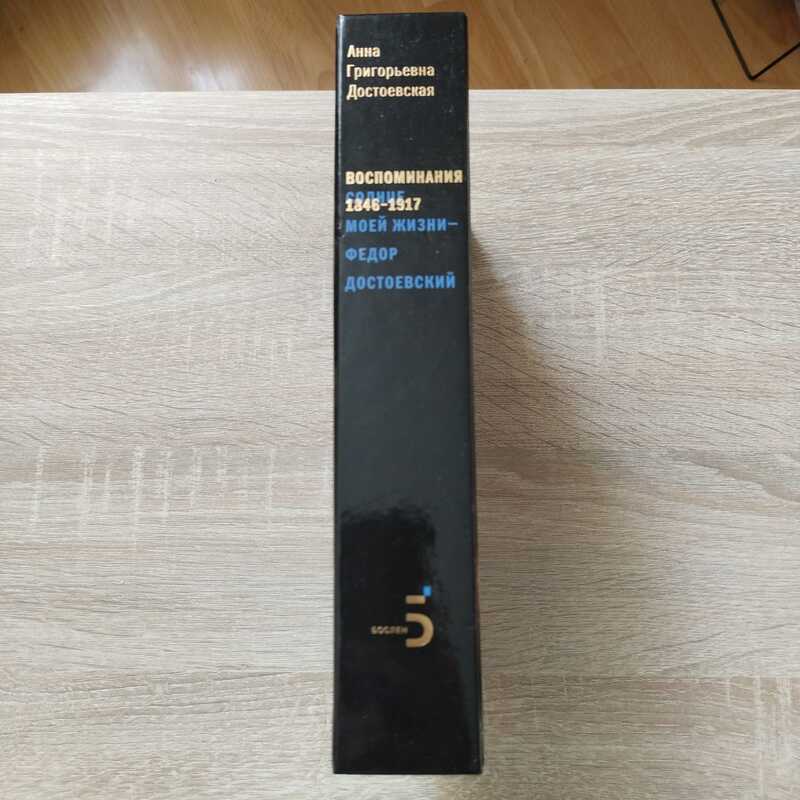 Анна
Григорьевна
Достоевская
ВОСПОМИНАНИЯ
СОЛНЦЕ
1846–1917
МОЕЙ ЖИЗНИ–
ФЕДОР
ДОСТОЕВСКИЙ
БОСЛЕН